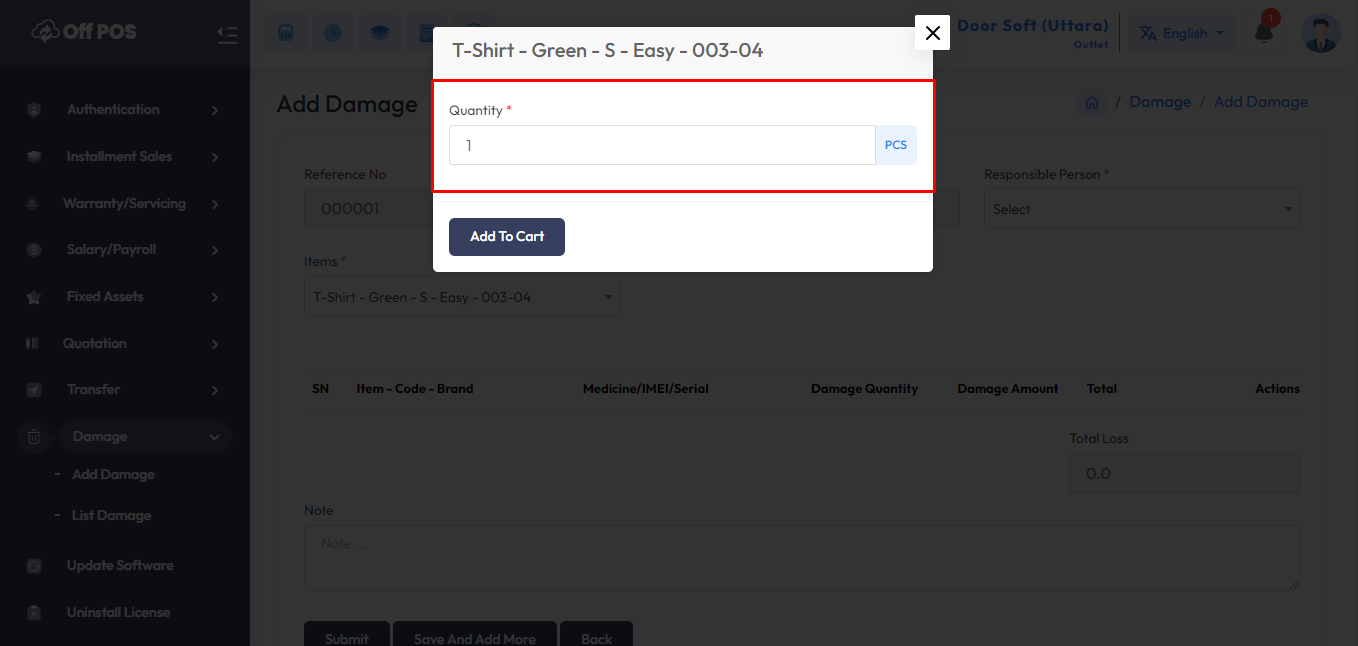 Off POS
Door Soft (Uttara)
Outlet
English
1
T-Shirt - Green - S - Easy - 003-04
Quantity *
1
PCS
Add To Cart
Authentication
Installment Sales
Warranty/Servicing
Salary/Payroll
Fixed Assets
Quotation
Transfer
Damage
- Add Damage
- List Damage
Update Software
Uninstall License
Add Damage
/ Damage / Add Damage
Reference No
000001
Responsible Person *
Select
Items *
T-Shirt - Green - S - Easy - 003-04
SN Item - Code - Brand Medicine/IMEI/Serial Damage Quantity Damage Amount Total Actions
Total Loss
0.0
Note
Note ...
Submit Save And Add More Back